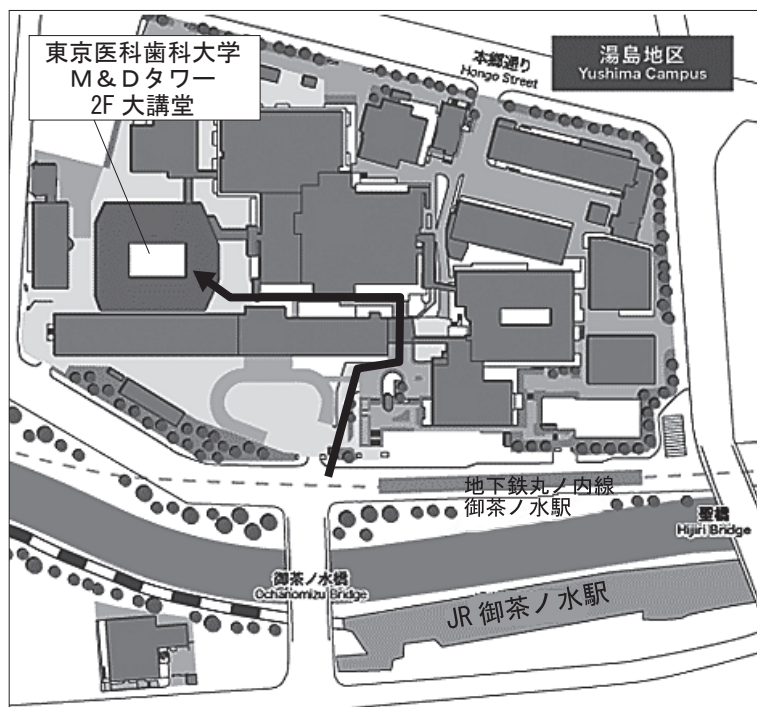 東京医科歯科大学
M&Dタワー
2F 大講堂
本郷通り
Hongo Street
湯島地区
Yushima Campus
地下鉄丸ノ内線
御茶ノ水駅
聖橋
Hijiri Bridge
御茶ノ水橋
Ochanomizu Bridge
JR 御茶ノ水駅